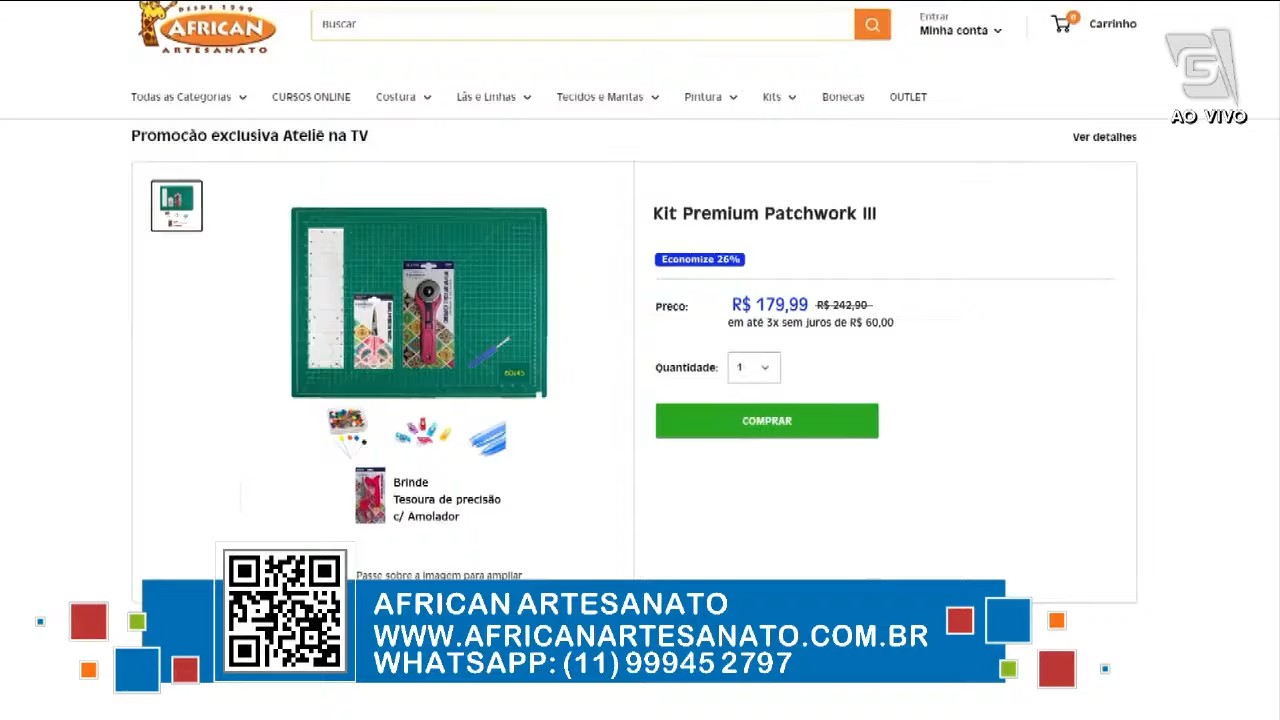 DESDE 1999
AFRICAN
ARTESANATO
Buscar
Entrar
Minha conta
0
Carrinho
G
AO VIVO
Todas as Categorias
CURSOS ONLINE
Costura
Lãs e Linhas
Tecidos e Mantas
Pintura
Kits
Bonecas
OUTLET
Promoção exclusiva Ateliê na TV
Ver detalhes
Kit Premium Patchwork III
Economize 26%
Preço:
R$ 179,99 R$ 242,90
em até 3x sem juros de R$ 60,00
Quantidade:
1
COMPRAR
60x45
Brinde
Tesoura de precisão
c/ Amolador
Passe sobre a imagem para ampliar
AFRICAN ARTESANATO
WWW.AFRICANARTESANATO.COM.BR
WHATSAPP: (11) 99945 2797